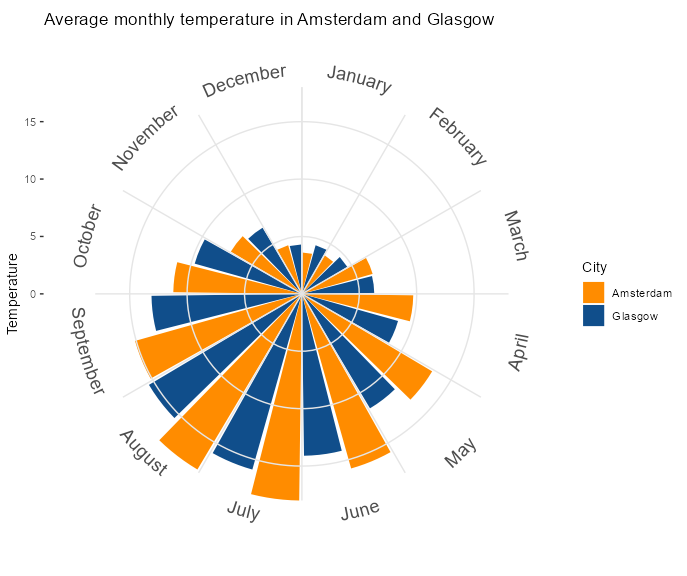 Average monthly temperature in Amsterdam and Glasgow
December
January
November
February
October
March
September
April
August
May
July
June
15
10
5
0
Temperature
City
Amsterdam
Glasgow